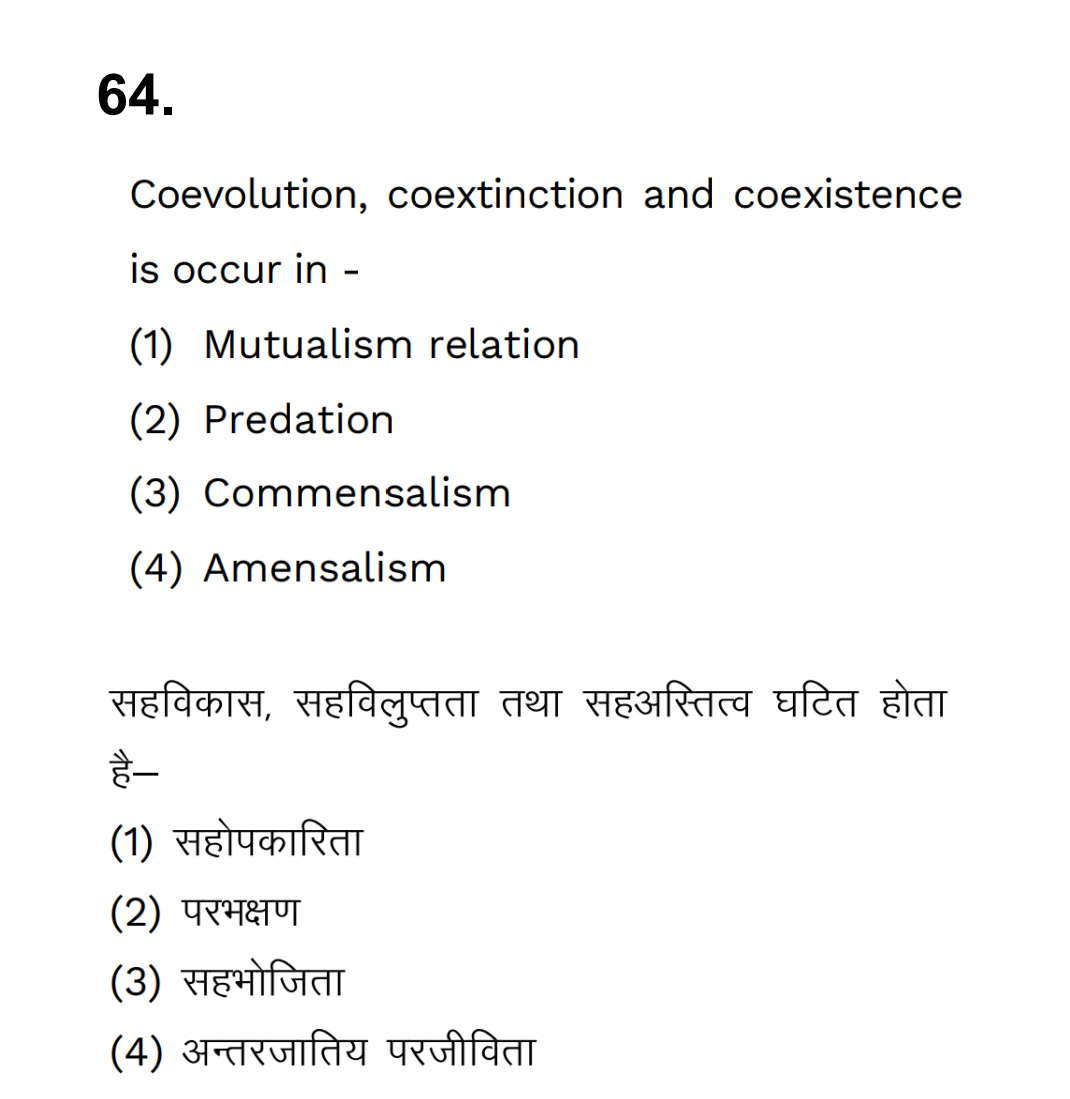 64.
Coevolution, coextinction and coexistence
is occur in -
(1) Mutualism relation
(2) Predation
(3) Commensalism
(4) Amensalism
सहविकास, सहविलुप्तता तथा सहअस्तित्व घटित होता
है–
(1) सहोपकारिता
(2) परभक्षण
(3) सहभोजिता
(4) अन्तरजातिय परजीविता